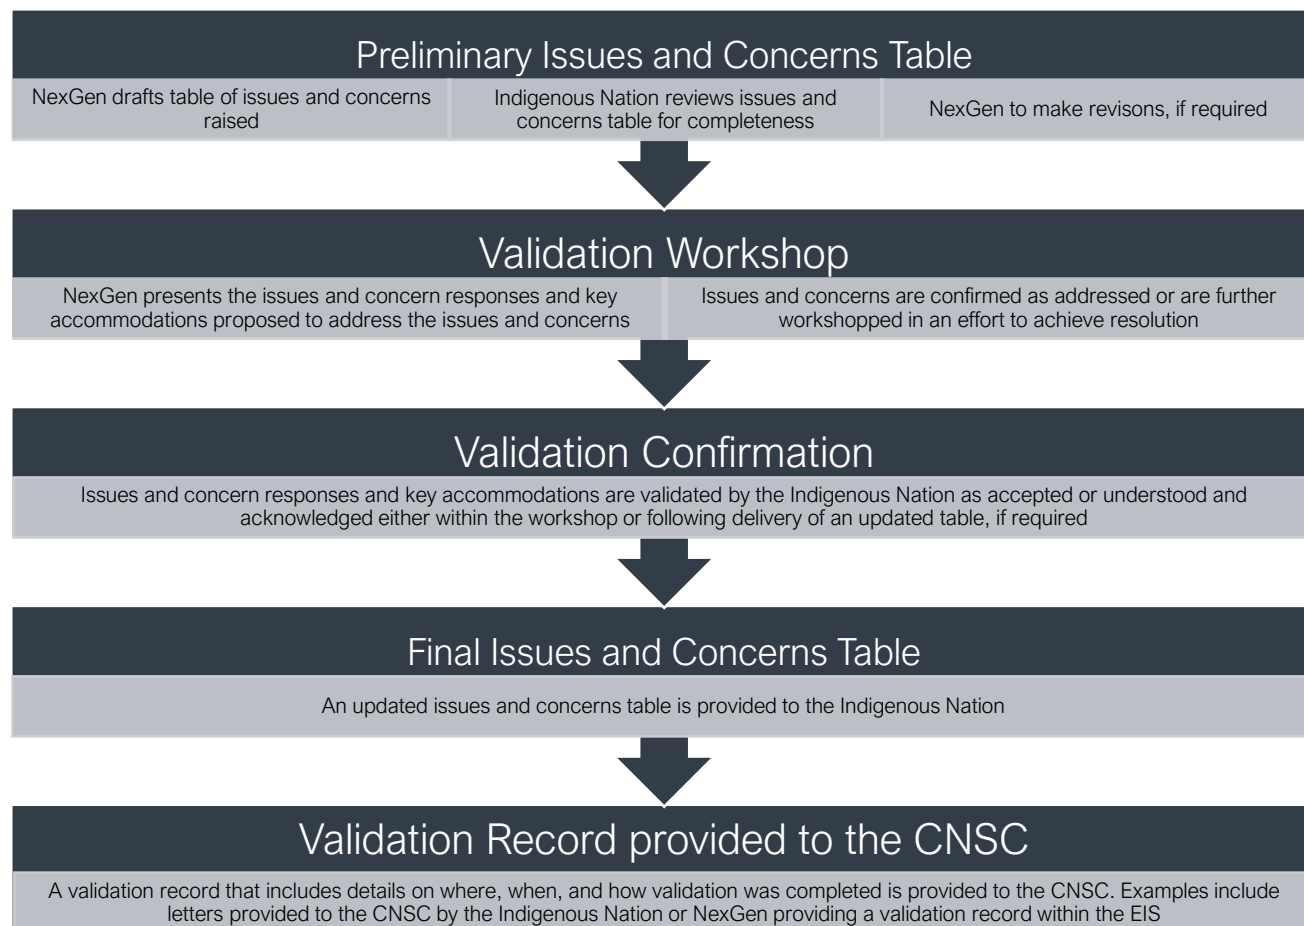 Preliminary Issues and Concerns Table
NexGen drafts table of issues and concerns
raised
Indigenous Nation reviews issues and
concerns table for completeness
NexGen to make revisons, if required
Validation Workshop
NexGen presents the issues and concern responses and key
accommodations proposed to address the issues and concerns
Issues and concerns are confirmed as addressed or are further
workshopped in an effort to achieve resolution
Validation Confirmation
Issues and concern responses and key accommodations are validated by the Indigenous Nation as accepted or understood and
acknowledged either within the workshop or following delivery of an updated table, if required
Final Issues and Concerns Table
An updated issues and concerns table is provided to the Indigenous Nation
Validation Record provided to the CNSC
A validation record that includes details on where, when, and how validation was completed is provided to the CNSC. Examples include
letters provided to the CNSC by the Indigenous Nation or NexGen providing a validation record within the EIS